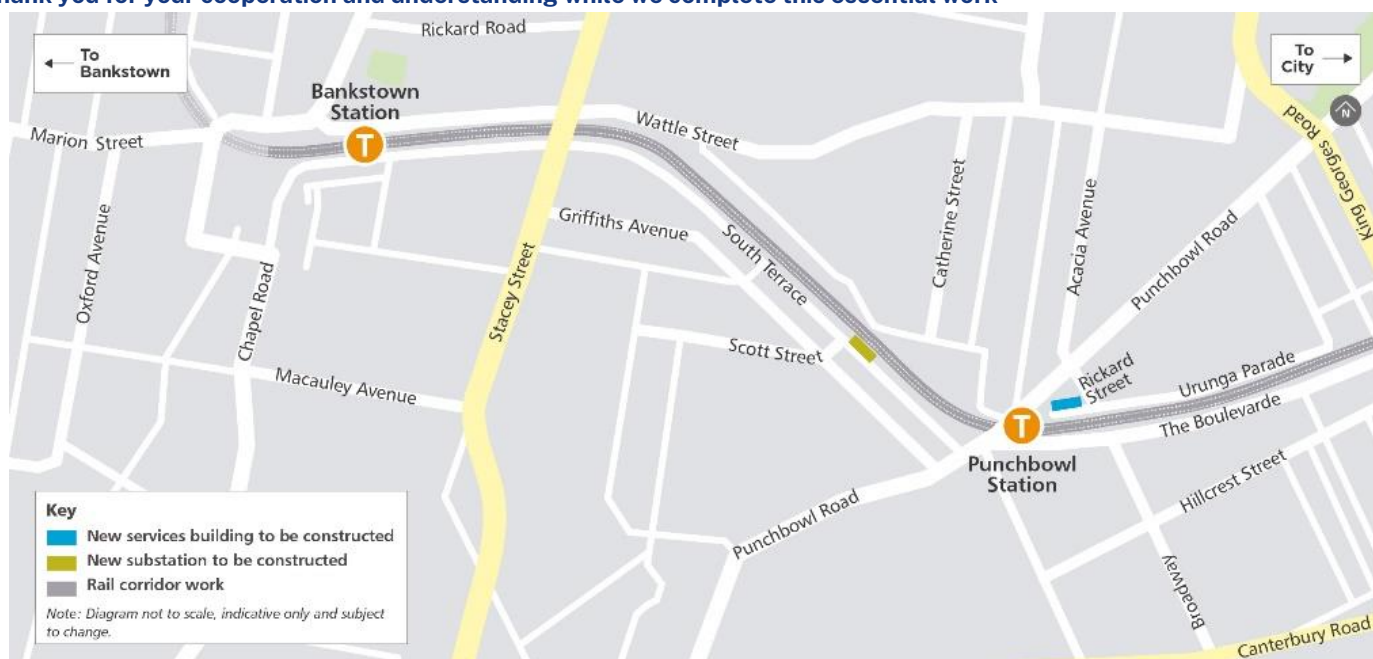 Thank you for your cooperation and understanding while we complete this essential work
Rickard Road
To
Bankstown
To
City
N
Bankstown
Station
T
Marion Street
Wattle Street
King Georges Road
Oxford Avenue
Chapel Road
Stacey Street
Griffiths Avenue
South Terrace
Catherine Street
Acacia Avenue
Punchbowl Road
Macauley Avenue
Scott Street
Rickard
Street
Urunga Parade
The Boulevarde
T
Punchbowl
Station
Hillcrest Street
Punchbowl Road
Broadway
Canterbury Road
Key
New services building to be constructed
New substation to be constructed
Rail corridor work
Note: Diagram not to scale, indicative only and subject
to change.